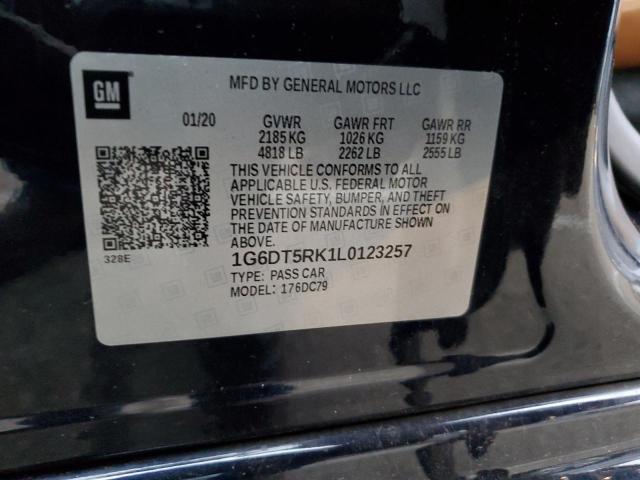 GM
MFD BY GENERAL MOTORS LLC
01/20 GVWR GAWR FRT GAWR RR
2185 KG 1026 KG 1159 KG
4818 LB 2262 LB 2555 LB
THIS VEHICLE CONFORMS TO ALL
APPLICABLE U.S. FEDERAL MOTOR
VEHICLE SAFETY, BUMPER, AND THEFT
PREVENTION STANDARDS IN EFFECT ON
THE DATE OF MANUFACTURE SHOWN
ABOVE.
328E
1G6DT5RK1L0123257
TYPE: PASS CAR
MODEL: 176DC79